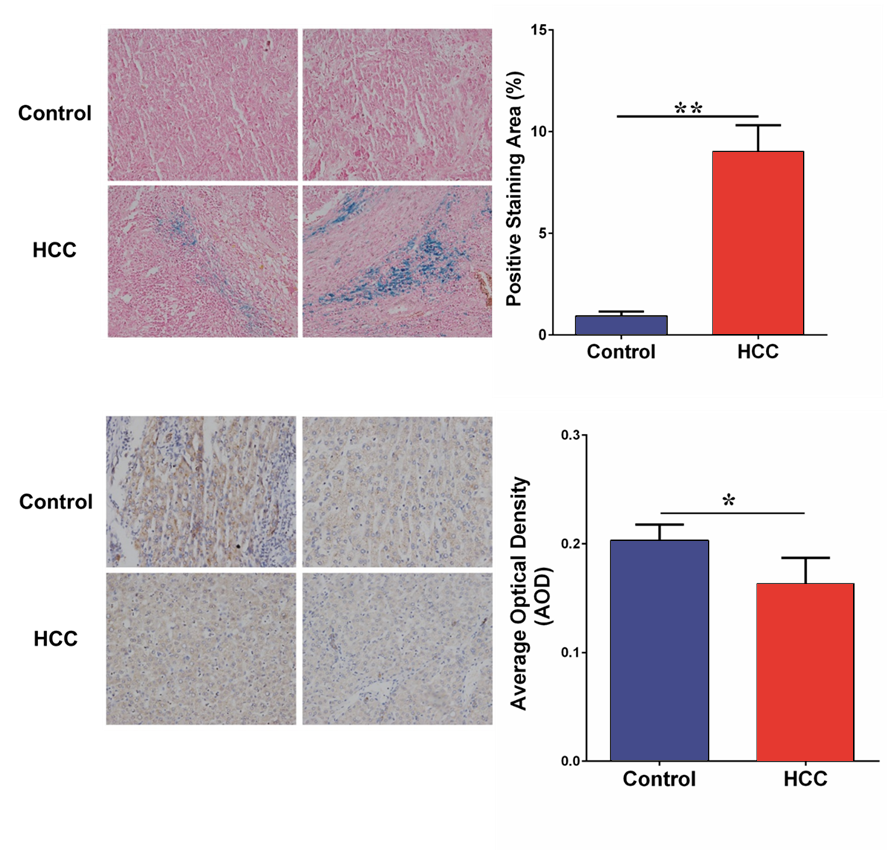 Control
HCC
Positive Staining Area (%)
15
10
5
0
**
Control
HCC
Control
HCC
Average Optical Density
(AOD)
0.3
0.2
0.1
0.0
*
Control
HCC